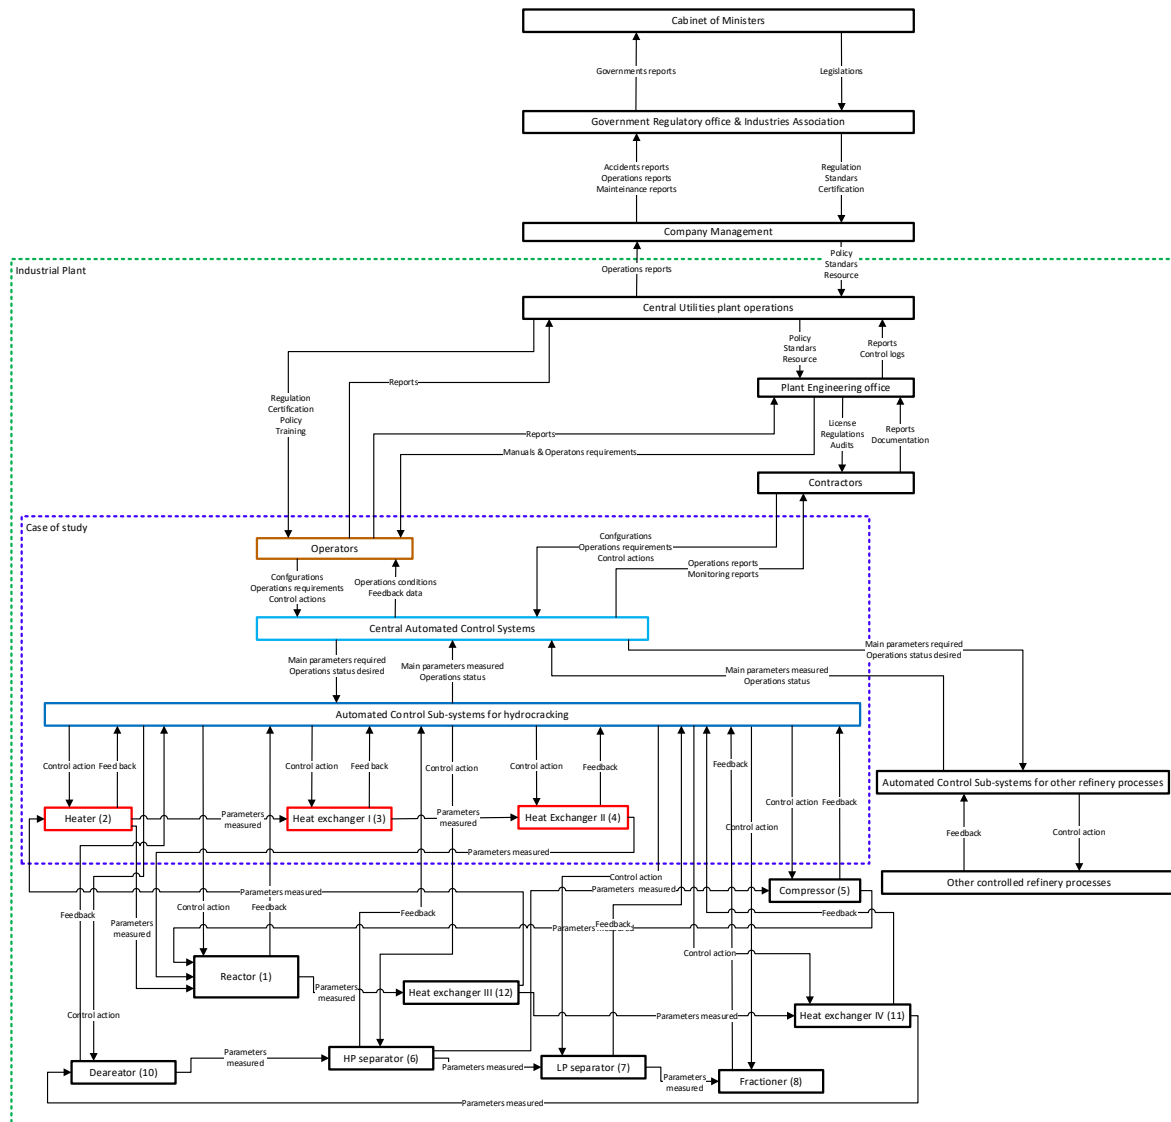 Cabinet of Ministers
Governments reports
Legislations
Government Regulatory office & Industries Association
Accidents reports
Operations reports
Mainteinance reports
Regulation
Standars
Certification
Company Management
Industrial Plant
Operations reports
Policy
Standars
Resource
Central Utilities plant operations
Policy
Standars
Resource
Reports
Control logs
Reports
Plant Engineering office
Regulation
Certification
Policy
Training
Reports
License
Regulations
Audits
Reports
Documentation
Manuals & Operatons requirements
Contractors
Case of study
Operators
Confgurations
Operations requirements
Control actions
Operations reports
Monitoring reports
Confgurations
Operations requirements
Control actions
Operations conditions
Feedback data
Central Automated Control Systems
Main parameters required
Operations status desired
Main parameters measured
Operations status
Main parameters required
Operations status desired
Main parameters measured
Operations status
Automated Control Sub-systems for hydrocracking
Control action
Feed back
Control action
Feed back
Control action
Control action
Feedback
Feedback
Control action
Feedback
Automated Control Sub-systems for other refinery processes
Heater (2)
Parameters
measured
Heat exchanger I (3)
Parameters
measured
Heat Exchanger II (4)
Control action
Feedback
Control action
Parameters measured
Other controlled refinery processes
Control action
Compressor (5)
Parameters measured
Parameters measured
Feedback
Control action
Feedback
Feedback
Feedback
Feedback
Parameters
measured
Parameters measured
Control action
Reactor (1)
Parameters
measured
Heat exchanger III (12)
Control action
Parameters measured
Heat exchanger IV (11)
Parameters
measured
HP separator (6)
Parameters measured
LP separator (7)
Parameters
measured
Deareator (10)
Fractioner (8)
Parameters measured